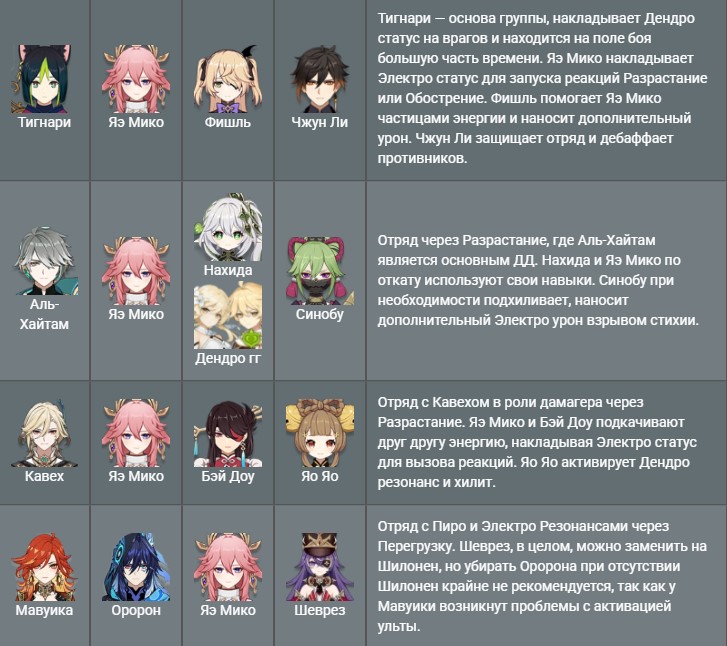 Тигнари
Яэ Мико
Фишль
Чжун Ли
Тигнари — основа группы, накладывает Дендро
статус на врагов и находится на поле боя
большую часть времени. Яэ Мико накладывает
Электро статус для запуска реакций Разрастание
или Обострение. Фишль помогает Яэ Мико
частицами энергии и наносит дополнительный
урон. Чжун Ли защищает отряд и дебаффает
противников.
Аль-
Хайтам
Яэ Мико
Нахида
Дендро гг
Синобу
Отряд через Разрастание, где Аль-Хайтам
является основным ДД. Нахида и Яэ Мико по
откату используют свои навыки. Синобу при
необходимости подхиливает, наносит
дополнительный Электро урон взрывом стихии.
Кавех
Яэ Мико
Бэй Доу
Яо Яо
Отряд с Кавехом в роли дамагера через
Разрастание. Яэ Мико и Бэй Доу подкачивают
друг другу энергию, накладывая Электро статус
для вызова реакций. Яо Яо активирует Дендро
резонанс и хилит.
Мавуика
Оророн
Яэ Мико
Шеврез
Отряд с Пиро и Электро Резонансами через
Перегрузку. Шеврез, в целом, можно заменить на
Шилонен, но убирать Оророна при отсутствии
Шилонен крайне не рекомендуется, так как у
Мавуики возникнут проблемы с активацией
ульты.